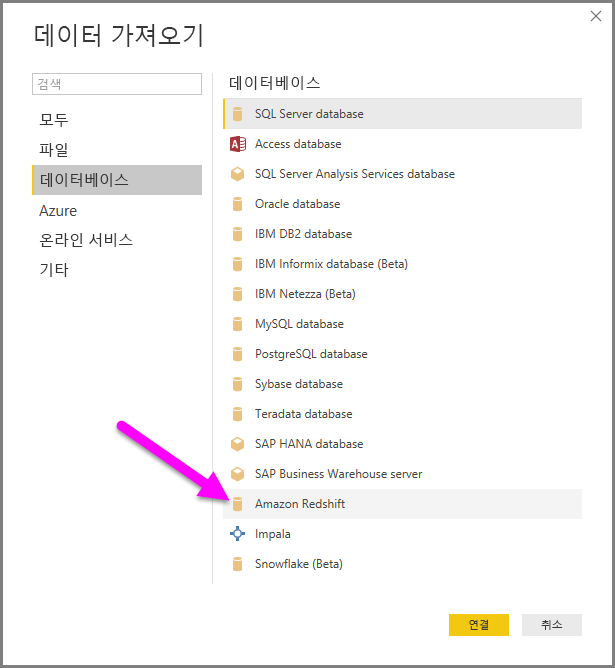 데이터 가져오기
검색
모두
파일
데이터베이스
Azure
온라인 서비스
기타
데이터베이스
SQL Server database
Access database
SQL Server Analysis Services database
Oracle database
IBM DB2 database
IBM Informix database (Beta)
IBM Netezza (Beta)
MySQL database
PostgreSQL database
Sybase database
Teradata database
SAP HANA database
SAP Business Warehouse server
Amazon Redshift
Impala
Snowflake (Beta)
연결
취소